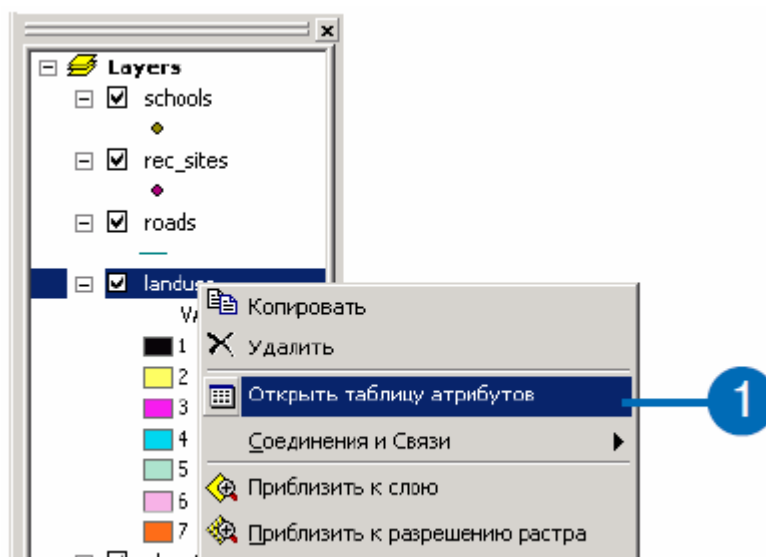 Layers
schools
rec_sites
roads
Копировать
1
Удалить
2
Открыть таблицу атрибутов
1
3
4
Соединения и Связи
5
Приблизить к слою
6
7
Приблизить к разрешению растра